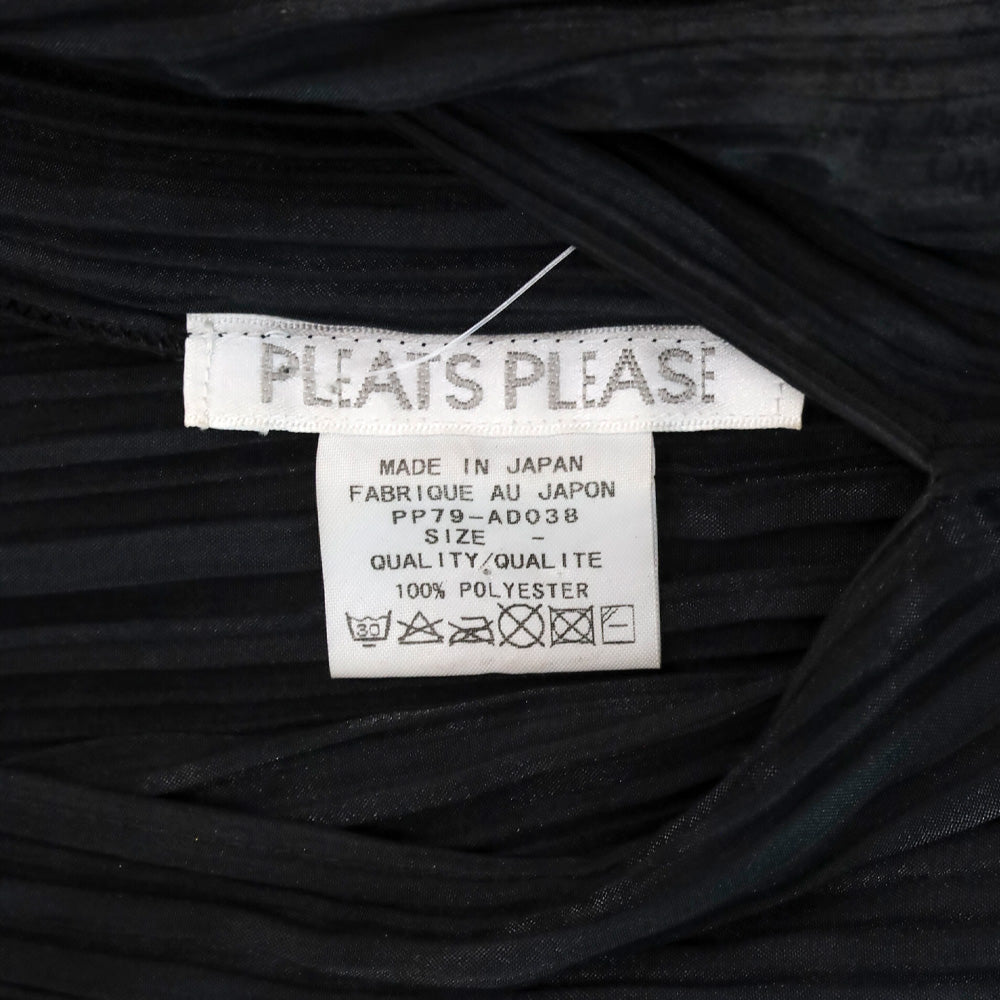 PLEATS PLEASE
MADE IN JAPAN
FABRIQUE AU JAPON
PP79-AD038
SIZE -
QUALITY/QUALITE
100% POLYESTER
30